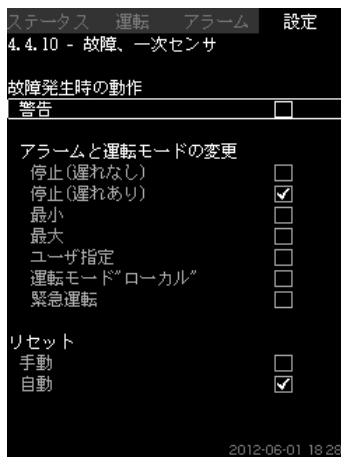 ステータス 運転 アラーム 設定
4.4.10 - 故障、一次センサ
故障発生時の動作
警告
アラームと運転モードの変更
停止(遅れなし)
停止(遅れあり)
最小
最大
ユーザ指定
運転モード"ローカル"
緊急運転
リセット
手動
自動
2012-06-01 18:28